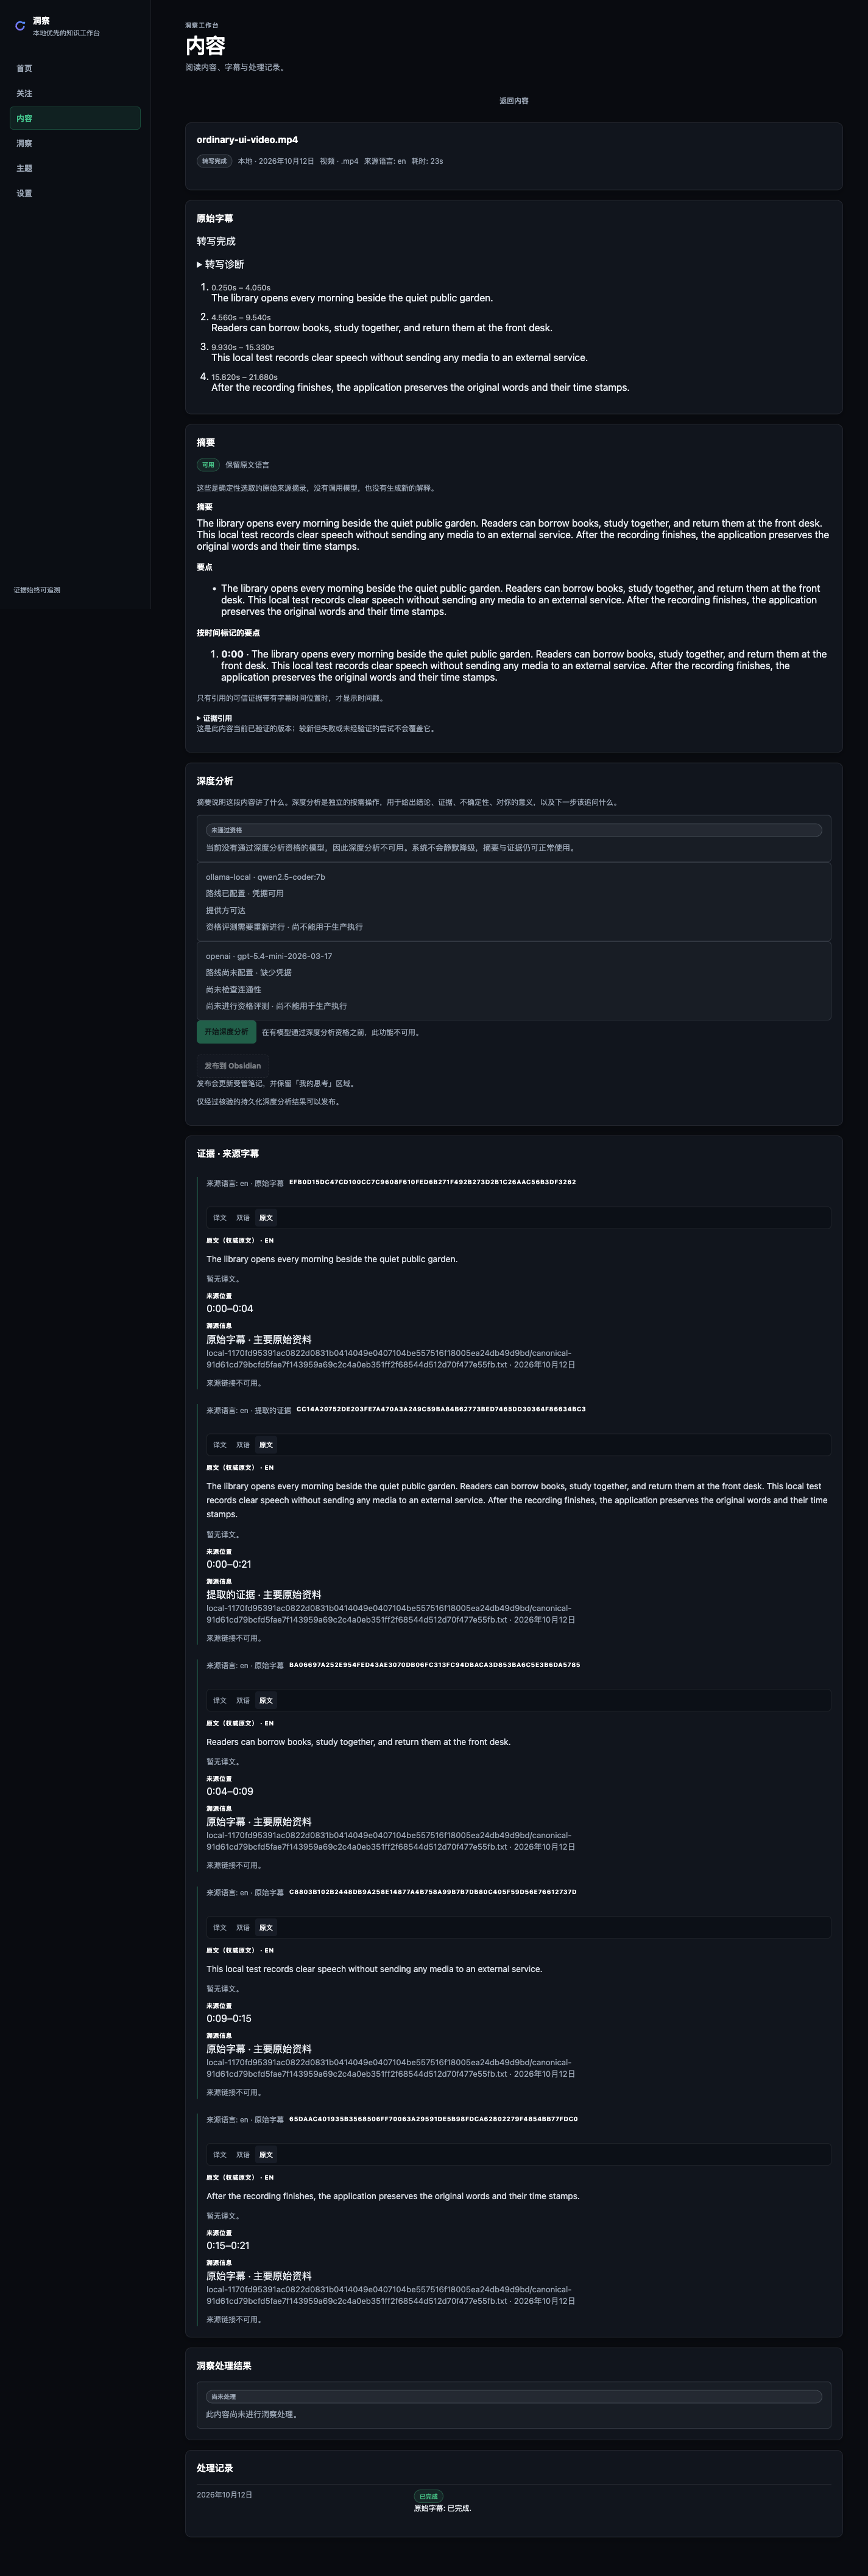 洞察
本地优先的知识工作台
首页
关注
内容
洞察
主题
设置
证据始终可追溯
洞察工作台
内容
阅读内容、字幕与处理记录。
返回内容
ordinary-ui-video.mp4
转写完成 本地 · 2026年10月12日 视频 · .mp4 来源语言: en 耗时: 23s
原始字幕
转写完成
▶ 转写诊断
1. 0.250s – 4.050s
The library opens every morning beside the quiet public garden.
2. 4.560s – 9.540s
Readers can borrow books, study together, and return them at the front desk.
3. 9.930s – 15.330s
This local test records clear speech without sending any media to an external service.
4. 15.820s – 21.680s
After the recording finishes, the application preserves the original words and their time stamps.
摘要
可用 保留原文语言
这些是确定性选取的原始来源摘录，没有调用模型，也没有生成新的解释。
摘要
The library opens every morning beside the quiet public garden. Readers can borrow books, study together, and return them at the front desk.
This local test records clear speech without sending any media to an external service. After the recording finishes, the application preserves the
original words and their time stamps.
要点
• The library opens every morning beside the quiet public garden. Readers can borrow books, study together, and return them at the front
desk. This local test records clear speech without sending any media to an external service. After the recording finishes, the application
preserves the original words and their time stamps.
按时间标记的要点
1. 0:00 · The library opens every morning beside the quiet public garden. Readers can borrow books, study together, and return them at the
front desk. This local test records clear speech without sending any media to an external service. After the recording finishes, the
application preserves the original words and their time stamps.
只有引用的可信证据带有字幕时间位置时，才显示时间戳。
▶ 证据引用
这是此内容当前已验证的版本；较新但失败或未经验证的尝试不会覆盖它。
深度分析
摘要说明这段内容讲了什么。深度分析是独立的按需操作，用于给出结论、证据、不确定性、对你的意义，以及下一步该追问什么。
未通过资格
当前没有通过深度分析资格的模型，因此深度分析不可用。系统不会静默降级，摘要与证据仍可正常使用。
ollama-local · qwen2.5-coder:7b
路线已配置 · 凭据可用
提供方可达
资格评测需要重新进行 · 尚不能用于生产执行
openai · gpt-5.4-mini-2026-03-17
路线尚未配置 · 缺少凭据
尚未检查连通性
尚未进行资格评测 · 尚不能用于生产执行
开始深度分析 在有模型通过深度分析资格之前，此功能不可用。
发布到 Obsidian
发布会更新受管笔记，并保留「我的思考」区域。
仅经过核验的持久化深度分析结果可以发布。
证据 · 来源字幕
来源语言: en · 原始字幕 EFB0D15DC47CD100CC7C9608F610FED6B271F492B273D2B1C26AAC56B3DF3262
译文 双语 原文
原文（权威原文） · EN
The library opens every morning beside the quiet public garden.
暂无译文。
来源位置
0:00–0:04
溯源信息
原始字幕 · 主要原始资料
local-1170fd95391ac0822d0831b0414049e0407104be557516f18005ea24db49d9bd/canonical-
91d61cd79bcfd5fae7f143959a69c2c4a0eb351ff2f68544d512d70f477e55fb.txt · 2026年10月12日
来源链接不可用。
来源语言: en · 提取的证据 CC14A20752DE203FE7A470A3A249C59BA84B62773BED7465DD30364F86634BC3
译文 双语 原文
原文（权威原文） · EN
The library opens every morning beside the quiet public garden. Readers can borrow books, study together, and return them at the front desk. This local test
records clear speech without sending any media to an external service. After the recording finishes, the application preserves the original words and their time
stamps.
暂无译文。
来源位置
0:00–0:21
溯源信息
提取的证据 · 主要原始资料
local-1170fd95391ac0822d0831b0414049e0407104be557516f18005ea24db49d9bd/canonical-
91d61cd79bcfd5fae7f143959a69c2c4a0eb351ff2f68544d512d70f477e55fb.txt · 2026年10月12日
来源链接不可用。
来源语言: en · 原始字幕 BA06697A252E954FED43AE3070DB06FC313FC94DBACA3D853BA6C5E3B6DA5785
译文 双语 原文
原文（权威原文） · EN
Readers can borrow books, study together, and return them at the front desk.
暂无译文。
来源位置
0:04–0:09
溯源信息
原始字幕 · 主要原始资料
local-1170fd95391ac0822d0831b0414049e0407104be557516f18005ea24db49d9bd/canonical-
91d61cd79bcfd5fae7f143959a69c2c4a0eb351ff2f68544d512d70f477e55fb.txt · 2026年10月12日
来源链接不可用。
来源语言: en · 原始字幕 C8803B102B2448DB9A258E14877A4B758A99B7B7DB80C405F59D56E76612737D
译文 双语 原文
原文（权威原文） · EN
This local test records clear speech without sending any media to an external service.
暂无译文。
来源位置
0:09–0:15
溯源信息
原始字幕 · 主要原始资料
local-1170fd95391ac0822d0831b0414049e0407104be557516f18005ea24db49d9bd/canonical-
91d61cd79bcfd5fae7f143959a69c2c4a0eb351ff2f68544d512d70f477e55fb.txt · 2026年10月12日
来源链接不可用。
来源语言: en · 原始字幕 65DAAC401935B3568506FF70063A29591DE5B98FDCA62802279F4854BB77FDC0
译文 双语 原文
原文（权威原文） · EN
After the recording finishes, the application preserves the original words and their time stamps.
暂无译文。
来源位置
0:15–0:21
溯源信息
原始字幕 · 主要原始资料
local-1170fd95391ac0822d0831b0414049e0407104be557516f18005ea24db49d9bd/canonical-
91d61cd79bcfd5fae7f143959a69c2c4a0eb351ff2f68544d512d70f477e55fb.txt · 2026年10月12日
来源链接不可用。
洞察处理结果
尚未处理
此内容尚未进行洞察处理。
处理记录
2026年10月12日 已完成
原始字幕: 已完成.